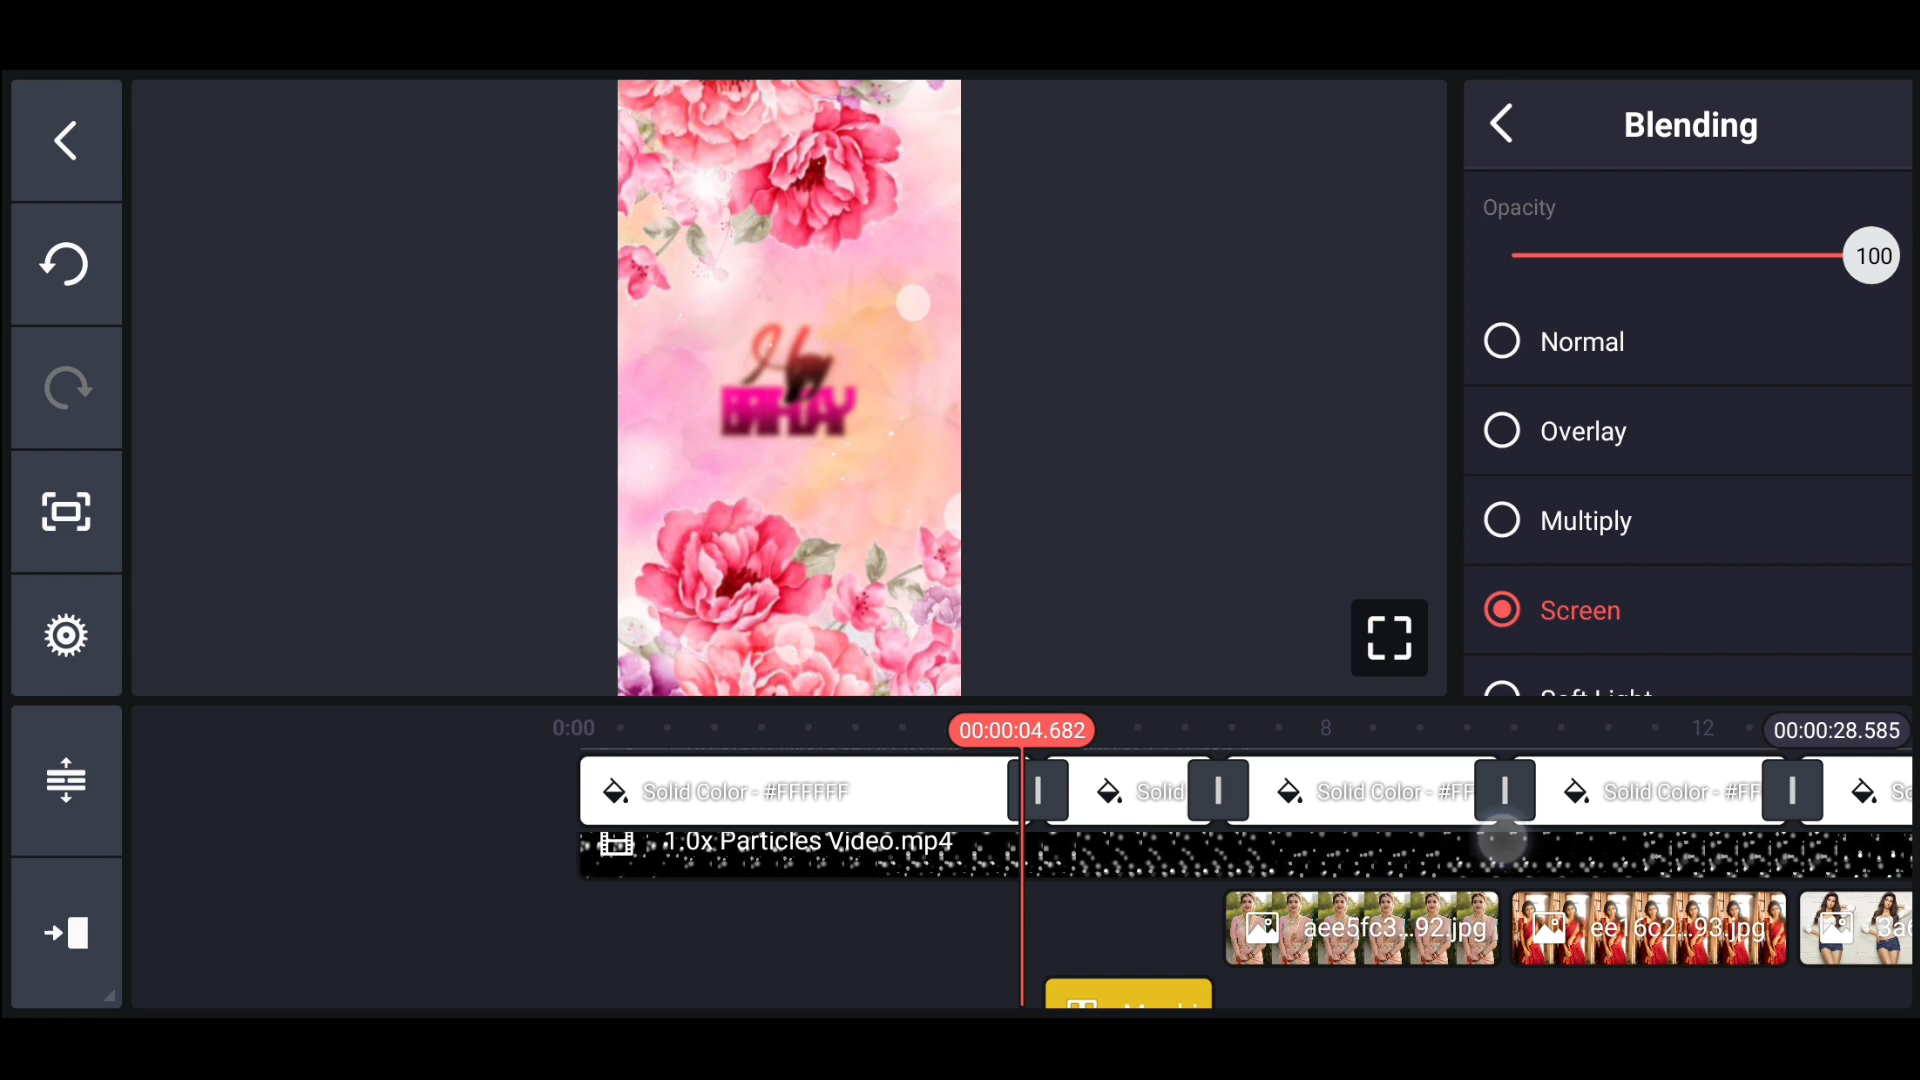 Blending
Opacity
100
Normal
Overlay
Multiply
Screen
Soft Light
0:00
00:00:04.682
8
12
00:00:28.585
Solid Color - #FFFFFF
Solid
Solid Color - #FF
Solid Color - #FF
1.0x Particles Video.mp4
aee5fc3...92.jpg
ee16c2...93.jpg